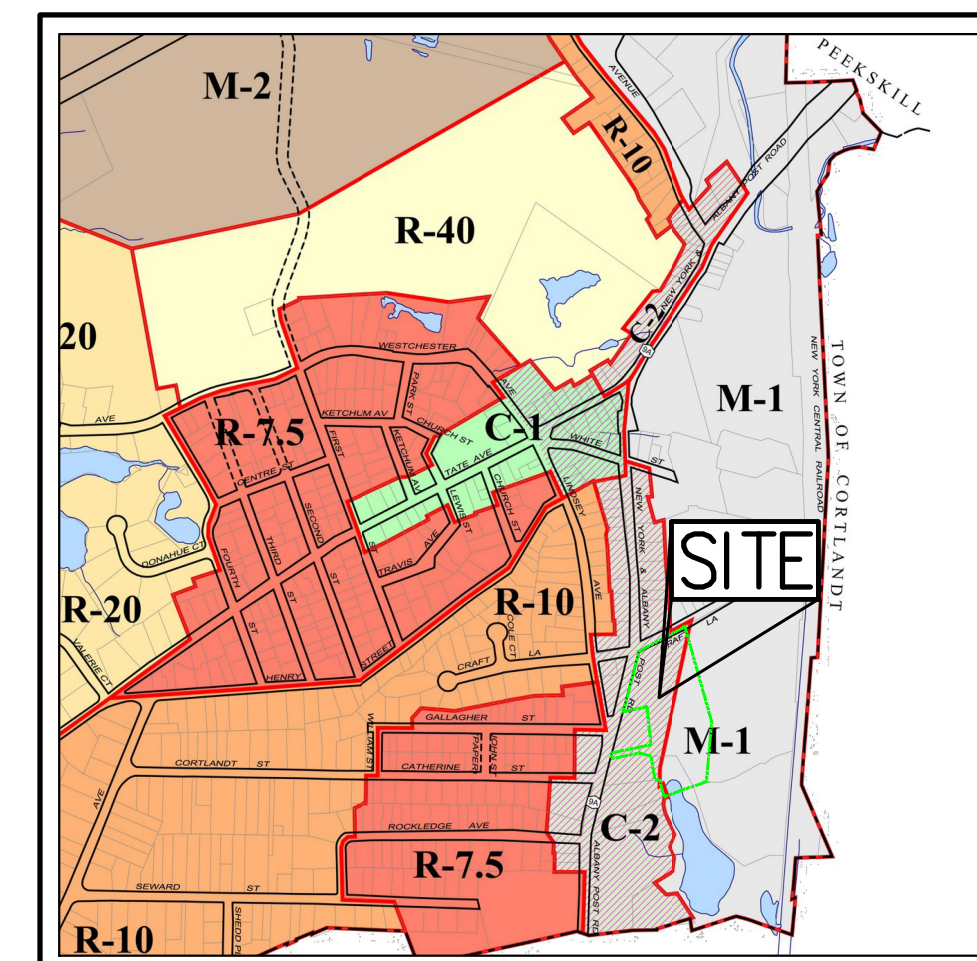 PEEKSKILL
M-2
AVENUE
R-10
ALBANY POST ROAD
R-40
NEW YORK &
C-2
9A
20
WESTCHESTER
AVE
PARK ST
M-1
NEW YORK CENTRAL RAILROAD
TOWN OF CORTLANDT
AVE
KETCHUM AV
CHURCH ST
C-1
R-7.5
FIRST
KETCHUM AV
WHITE
ST
TATE AVE
CENTRE ST
LINDSEY
SECOND
LEWIS ST
CHURCH ST
NEW YORK & ALBANY
ST
SITE
DONAHUE CT
THIRD
AVE
TRAVIS
FOURTH
ST
R-20
ST
R-10
AVE
COLE CT
LA
ST
STREET
CRAFT
LA
POST RD
VALERIE CT
HENRY
GALLAGHER ST
M-1
WILLIAM ST
(PAPER)
JOHN ST
CORTLANDT ST
CATHERINE ST
AVE
9A
C-2
ROCKLEDGE AVE
R-7.5
ALBANY POST RD
SEWARD ST
R-10